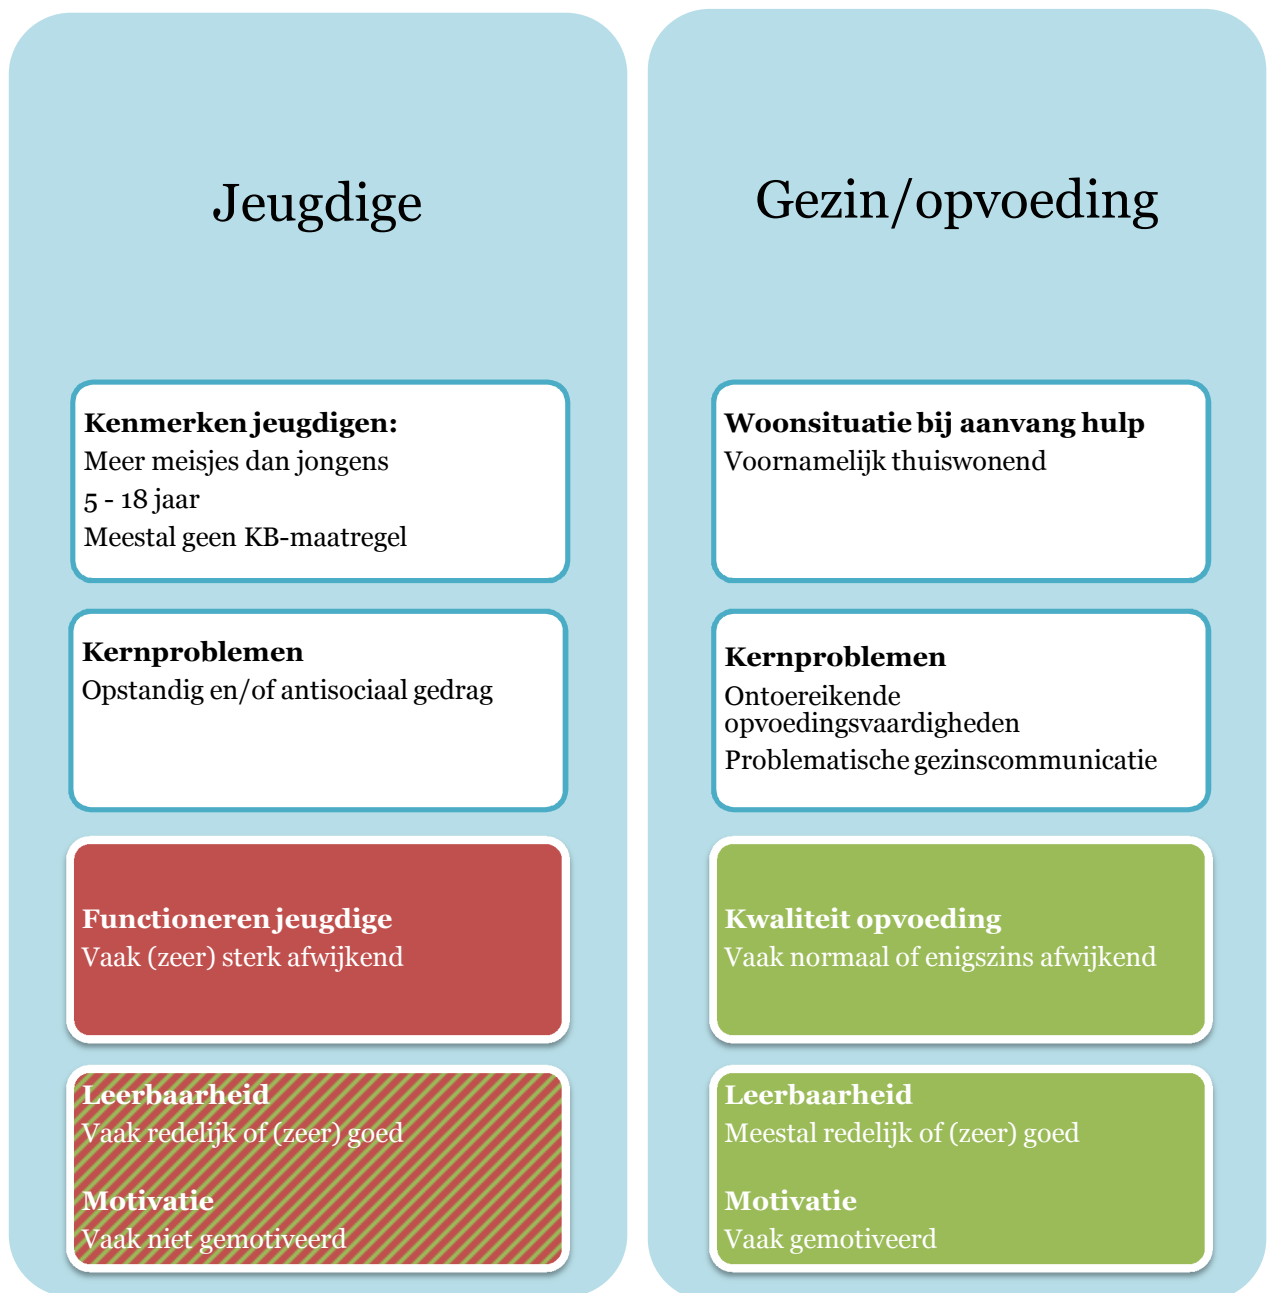 Jeugdige
Kenmerken jeugdigen:
Meer meisjes dan jongens
5 - 18 jaar
Meestal geen KB-maatregel
Kernproblemen
Opstandig en/of antisociaal gedrag
Functioneren jeugdige
Vaak (zeer) sterk afwijkend
Leerbaarheid
Vaak redelijk of (zeer) goed
Motivatie
Vaak niet gemotiveerd
Gezin/opvoeding
Woonsituatie bij aanvang hulp
Voornamelijk thuiswonend
Kernproblemen
Ontoereikende
opvoedingsvaardigheden
Problematische gezinscommunicatie
Kwaliteit opvoeding
Vaak normaal of enigszins afwijkend
Leerbaarheid
Meestal redelijk of (zeer) goed
Motivatie
Vaak gemotiveerd